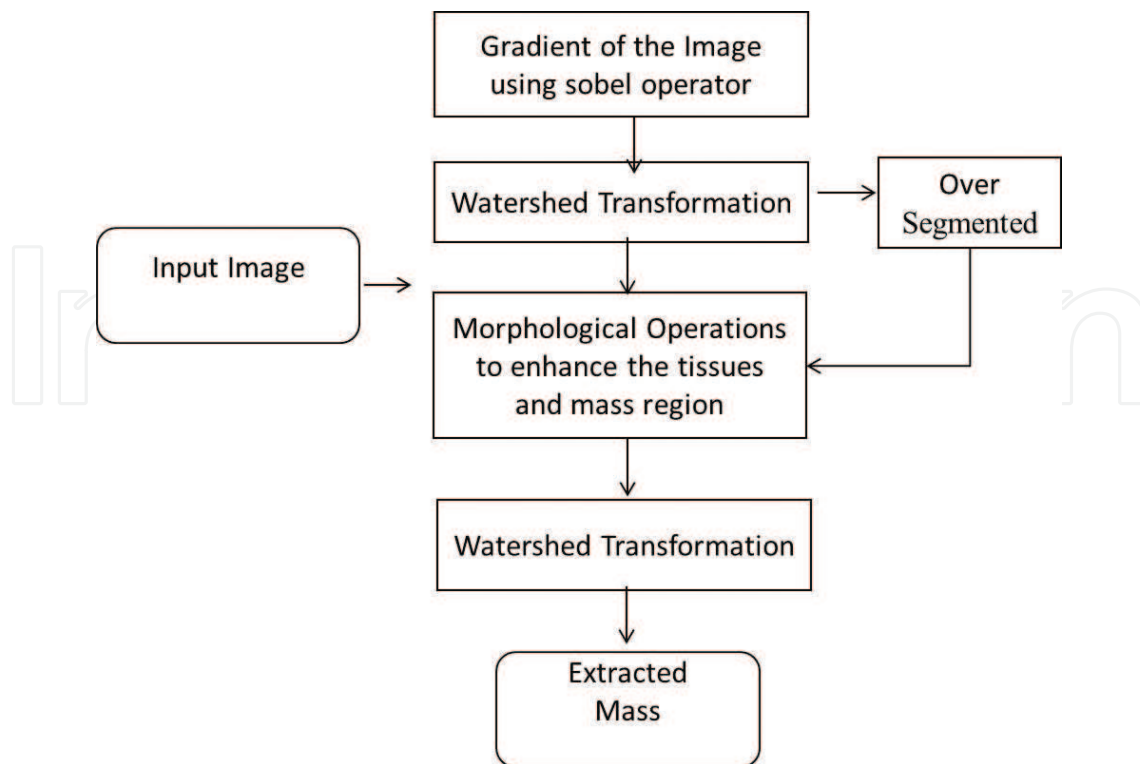 Gradient of the Image
using sobel operator
Watershed Transformation
Over
Segmented
Input Image
Morphological Operations
to enhance the tissues
and mass region
Watershed Transformation
Extracted
Mass